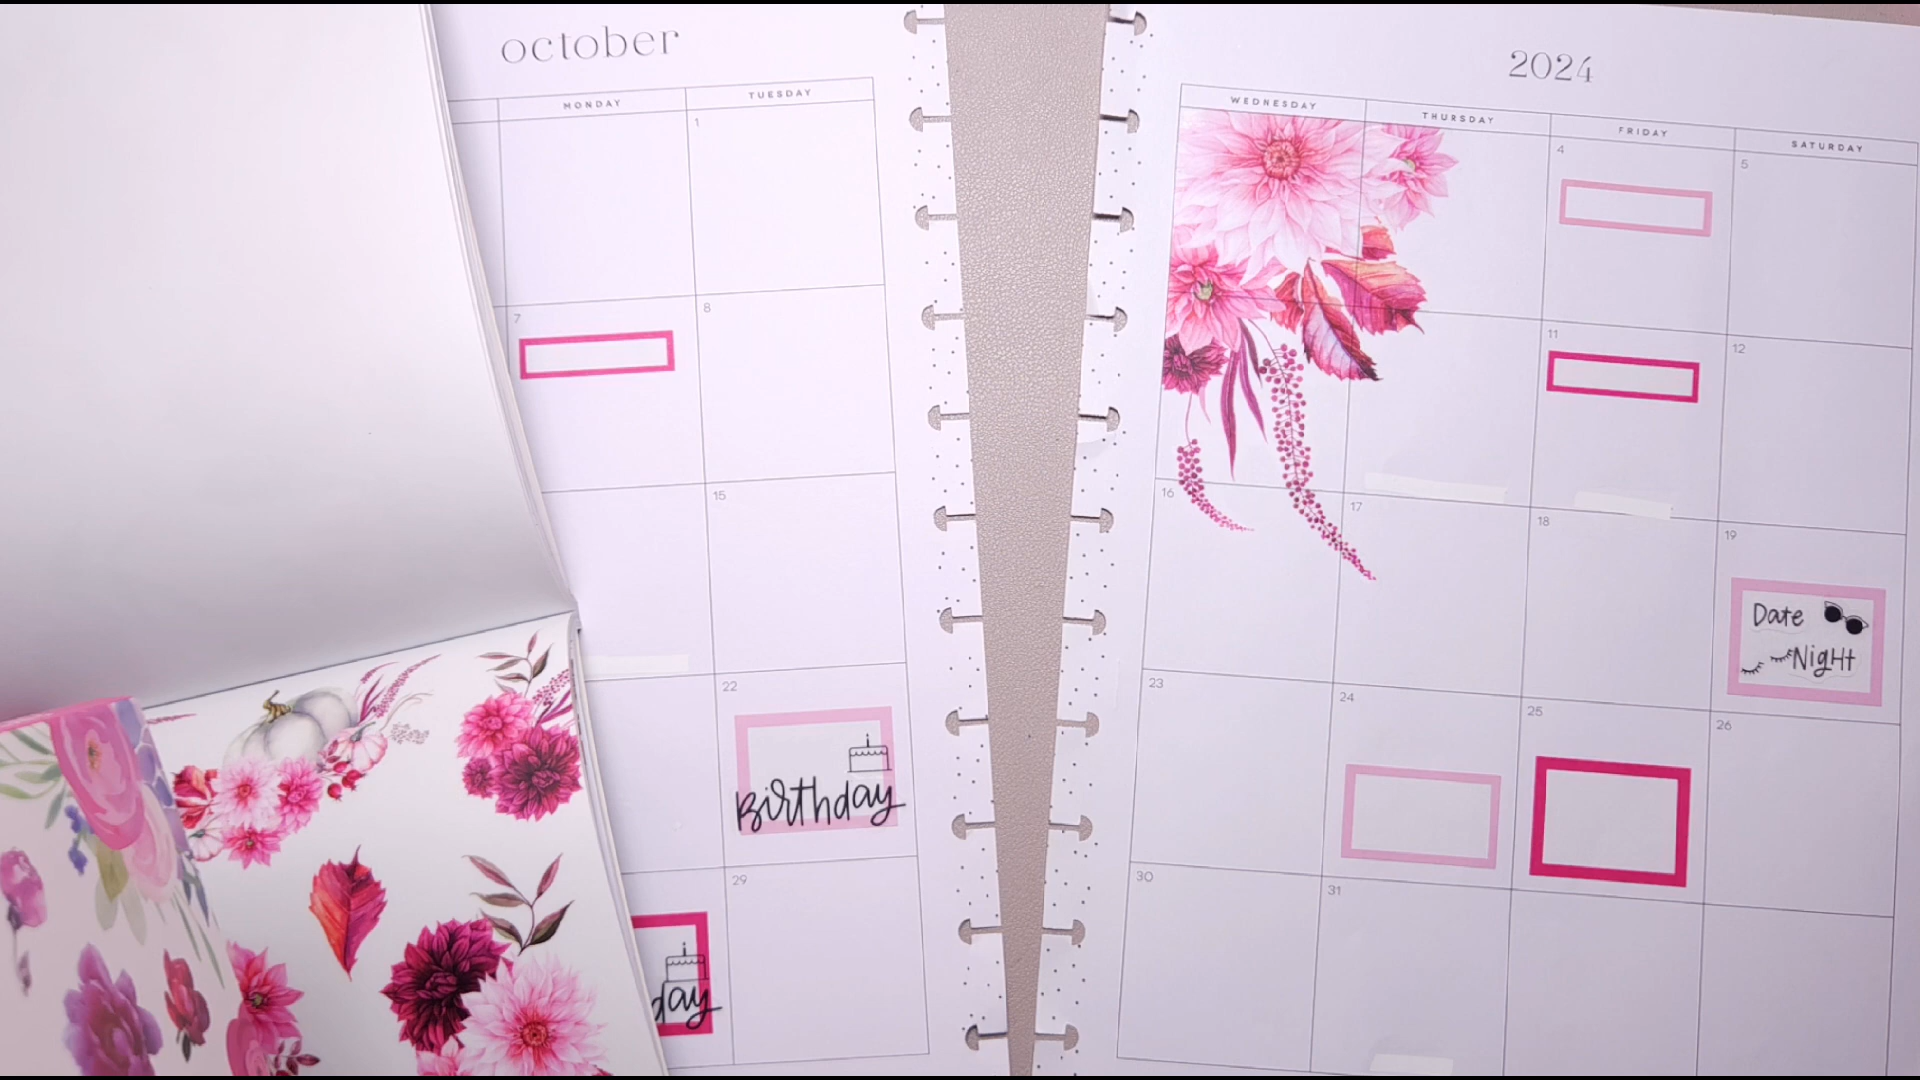 october
2024
MONDAY
TUESDAY
WEDNESDAY
THURSDAY
FRIDAY
SATURDAY
1
4
5
7
8
11
12
15
16
17
18
19
Date
Night
22
Birthday
23
24
25
26
day
29
30
31